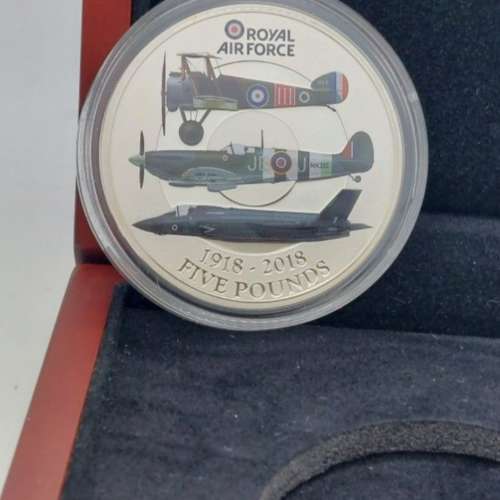 ROYAL
AIR FORCE
1918 - 2018
FIVE POUNDS